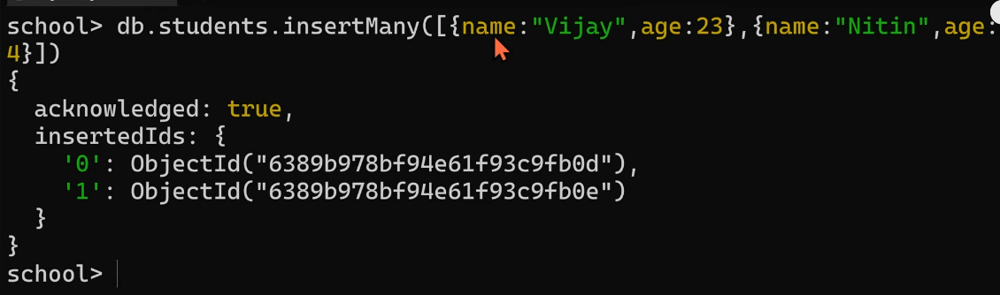 school> db.students.insertMany([{name:"Vijay",age:23},{name:"Nitin",age:
4}])
{
  acknowledged: true,
  insertedIds: {
    '0': ObjectId("6389b978bf94e61f93c9fb0d"),
    '1': ObjectId("6389b978bf94e61f93c9fb0e")
  }
}
school>